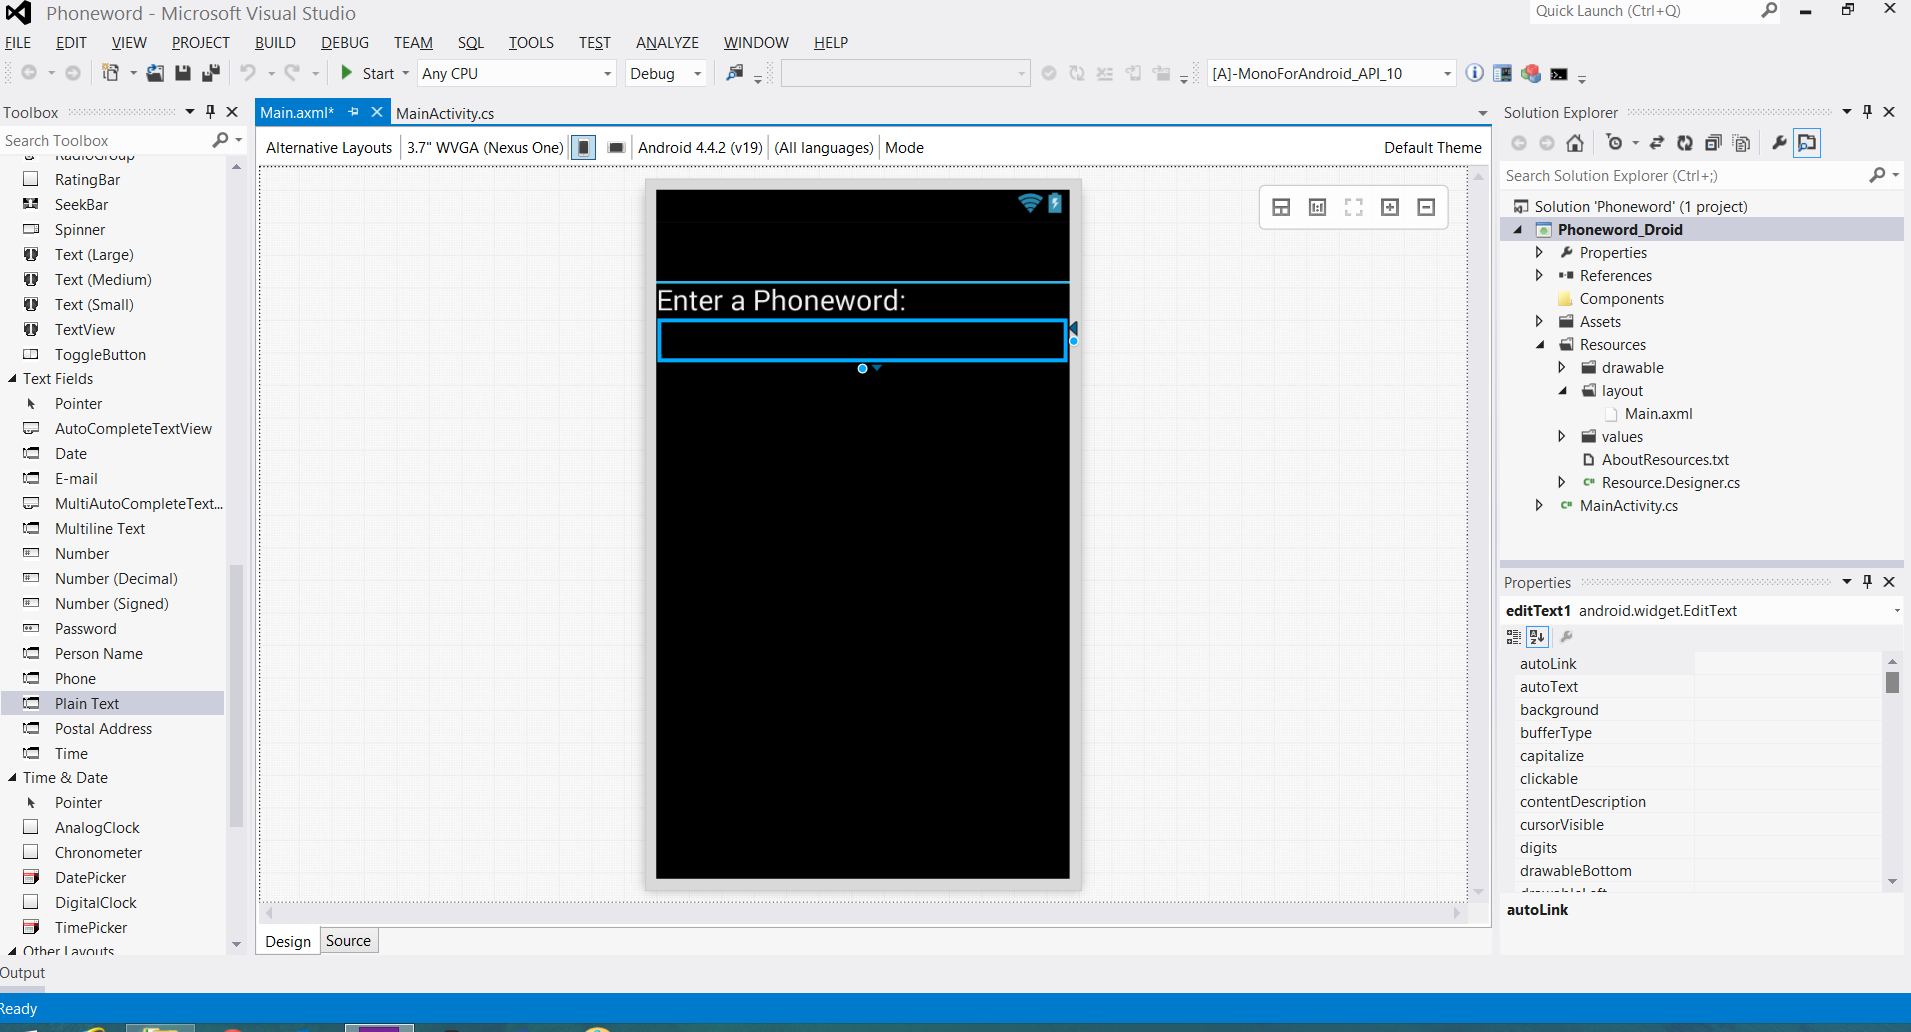 Phoneword - Microsoft Visual Studio
Quick Launch (Ctrl+Q)
FILE EDIT VIEW PROJECT BUILD DEBUG TEAM SQL TOOLS TEST ANALYZE WINDOW HELP
Start Any CPU Debug [A]-MonoForAndroid_API_10
Toolbox
Search Toolbox
RadioGroup
RatingBar
SeekBar
Spinner
Text (Large)
Text (Medium)
Text (Small)
TextView
ToggleButton
Text Fields
Pointer
AutoCompleteTextView
Date
E-mail
MultiAutoCompleteText...
Multiline Text
Number
Number (Decimal)
Number (Signed)
Password
Person Name
Phone
Plain Text
Postal Address
Time
Time & Date
Pointer
AnalogClock
Chronometer
DatePicker
DigitalClock
TimePicker
Other Layouts
Main.axml* MainActivity.cs
Alternative Layouts 3.7" WVGA (Nexus One) Android 4.4.2 (v19) (All languages) Mode Default Theme
Enter a Phoneword:
Design Source
Solution Explorer
Search Solution Explorer (Ctrl+;)
Solution 'Phoneword' (1 project)
Phoneword_Droid
Properties
References
Components
Assets
Resources
drawable
layout
Main.axml
values
AboutResources.txt
Resource.Designer.cs
MainActivity.cs
Properties
editText1 android.widget.EditText
autoLink
autoText
background
bufferType
capitalize
clickable
contentDescription
cursorVisible
digits
drawableBottom
drawableLeft
autoLink
Output
Ready